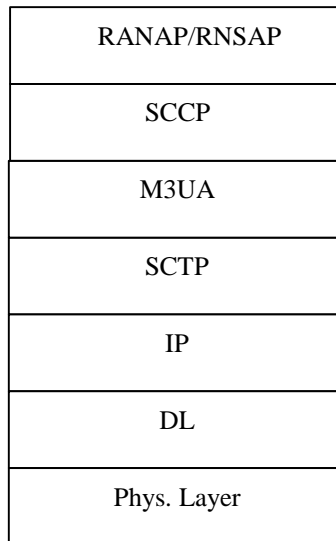 RANAP/RNSAP
SCCP
M3UA
SCTP
IP
DL
Phys. Layer